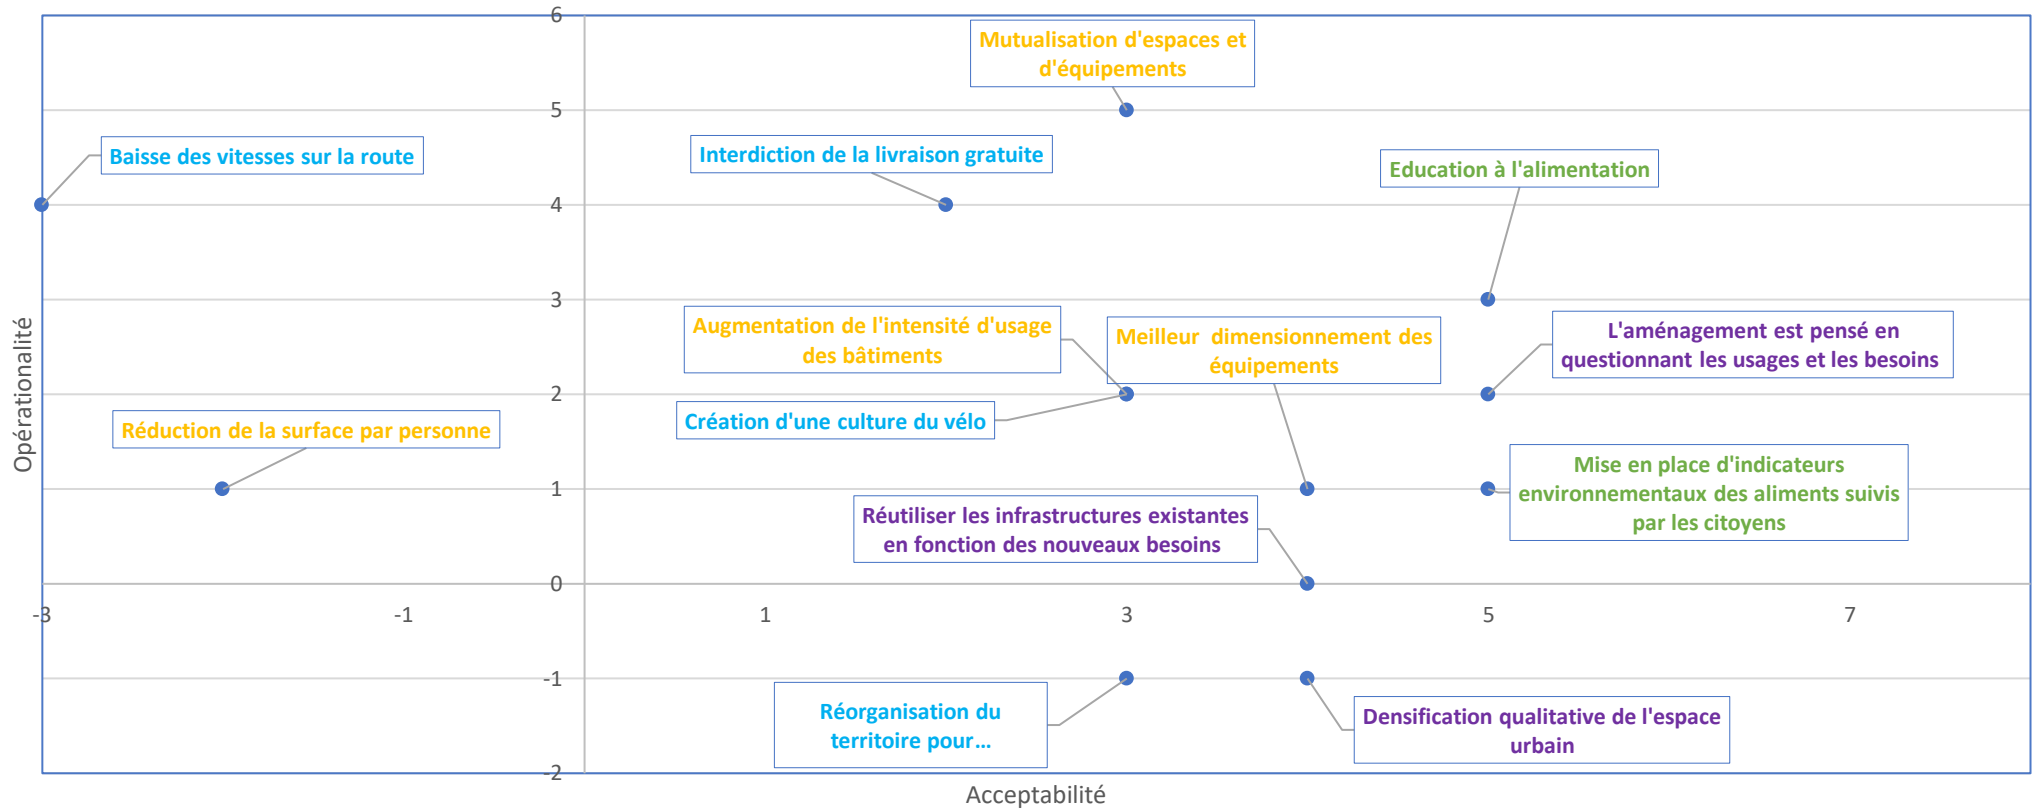 6
Mutualisation d'espaces et
d'équipements
5
Baisse des vitesses sur la route
Interdiction de la livraison gratuite
Education à l'alimentation
4
3
Augmentation de l'intensité d'usage
des bâtiments
Meilleur dimensionnement des
équipements
L'aménagement est pensé en
questionnant les usages et les besoins
Opérationalité
2
Création d'une culture du vélo
Réduction de la surface par personne
1
Mise en place d'indicateurs
environnementaux des aliments suivis
par les citoyens
Réutiliser les infrastructures existantes
en fonction des nouveaux besoins
0
-3
-1
1
3
5
7
-1
Réorganisation du
territoire pour...
Densification qualitative de l'espace
urbain
-2
Acceptabilité